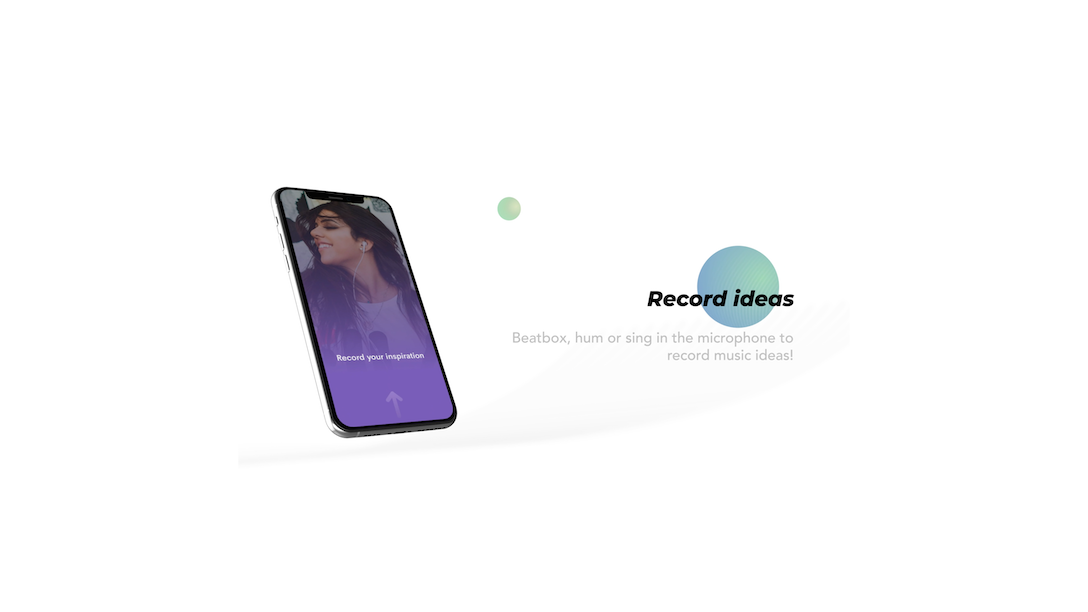 Record ideas
Beatbox, hum or sing in the microphone to
record music ideas!
Record your inspiration